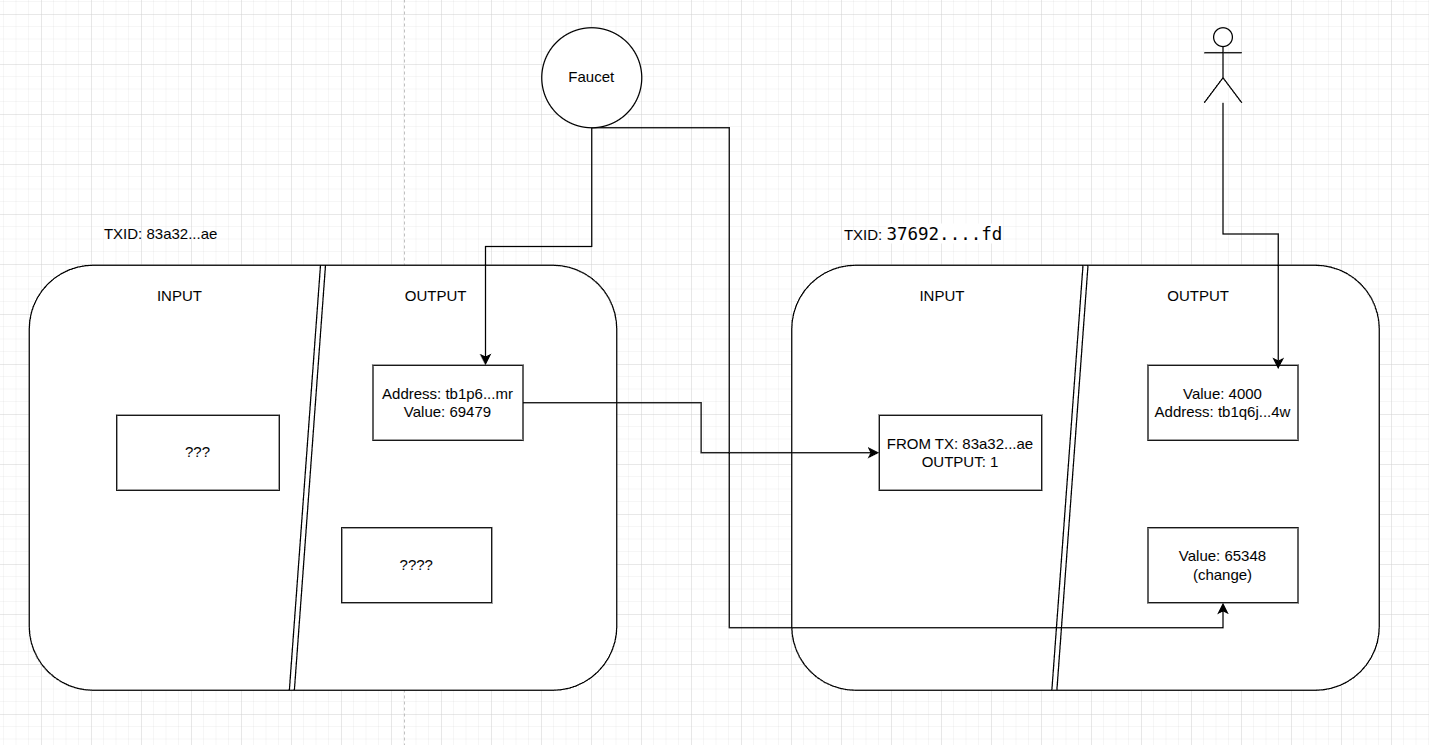 Faucet
TXID: 83a32...ae
INPUT
OUTPUT
Address: tb1p6...mr
Value: 69479
???
????
TXID: 37692....fd
INPUT
OUTPUT
FROM TX: 83a32...ae
OUTPUT: 1
Value: 4000
Address: tb1q6j...4w
Value: 65348
(change)